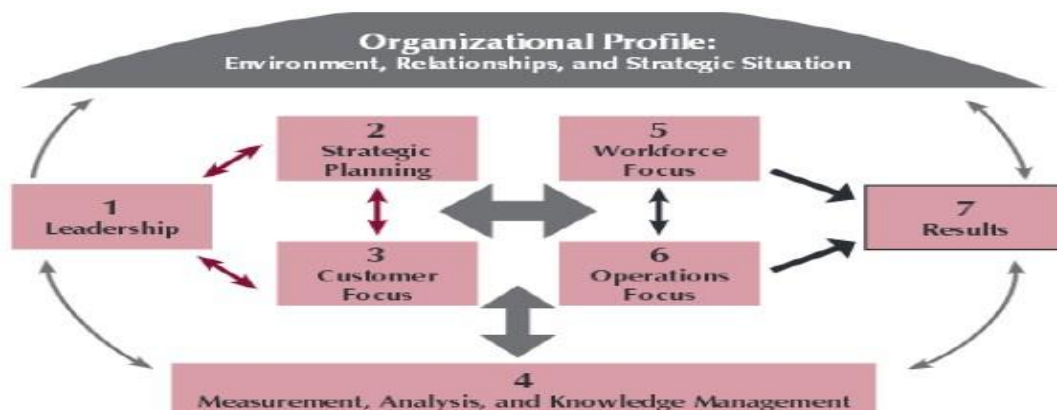 Organizational Profile:
Environment, Relationships, and Strategic Situation
2
Strategic
Planning
5
Workforce
Focus
1
Leadership
7
Results
3
Customer
Focus
6
Operations
Focus
4
Measurement, Analysis, and Knowledge Management